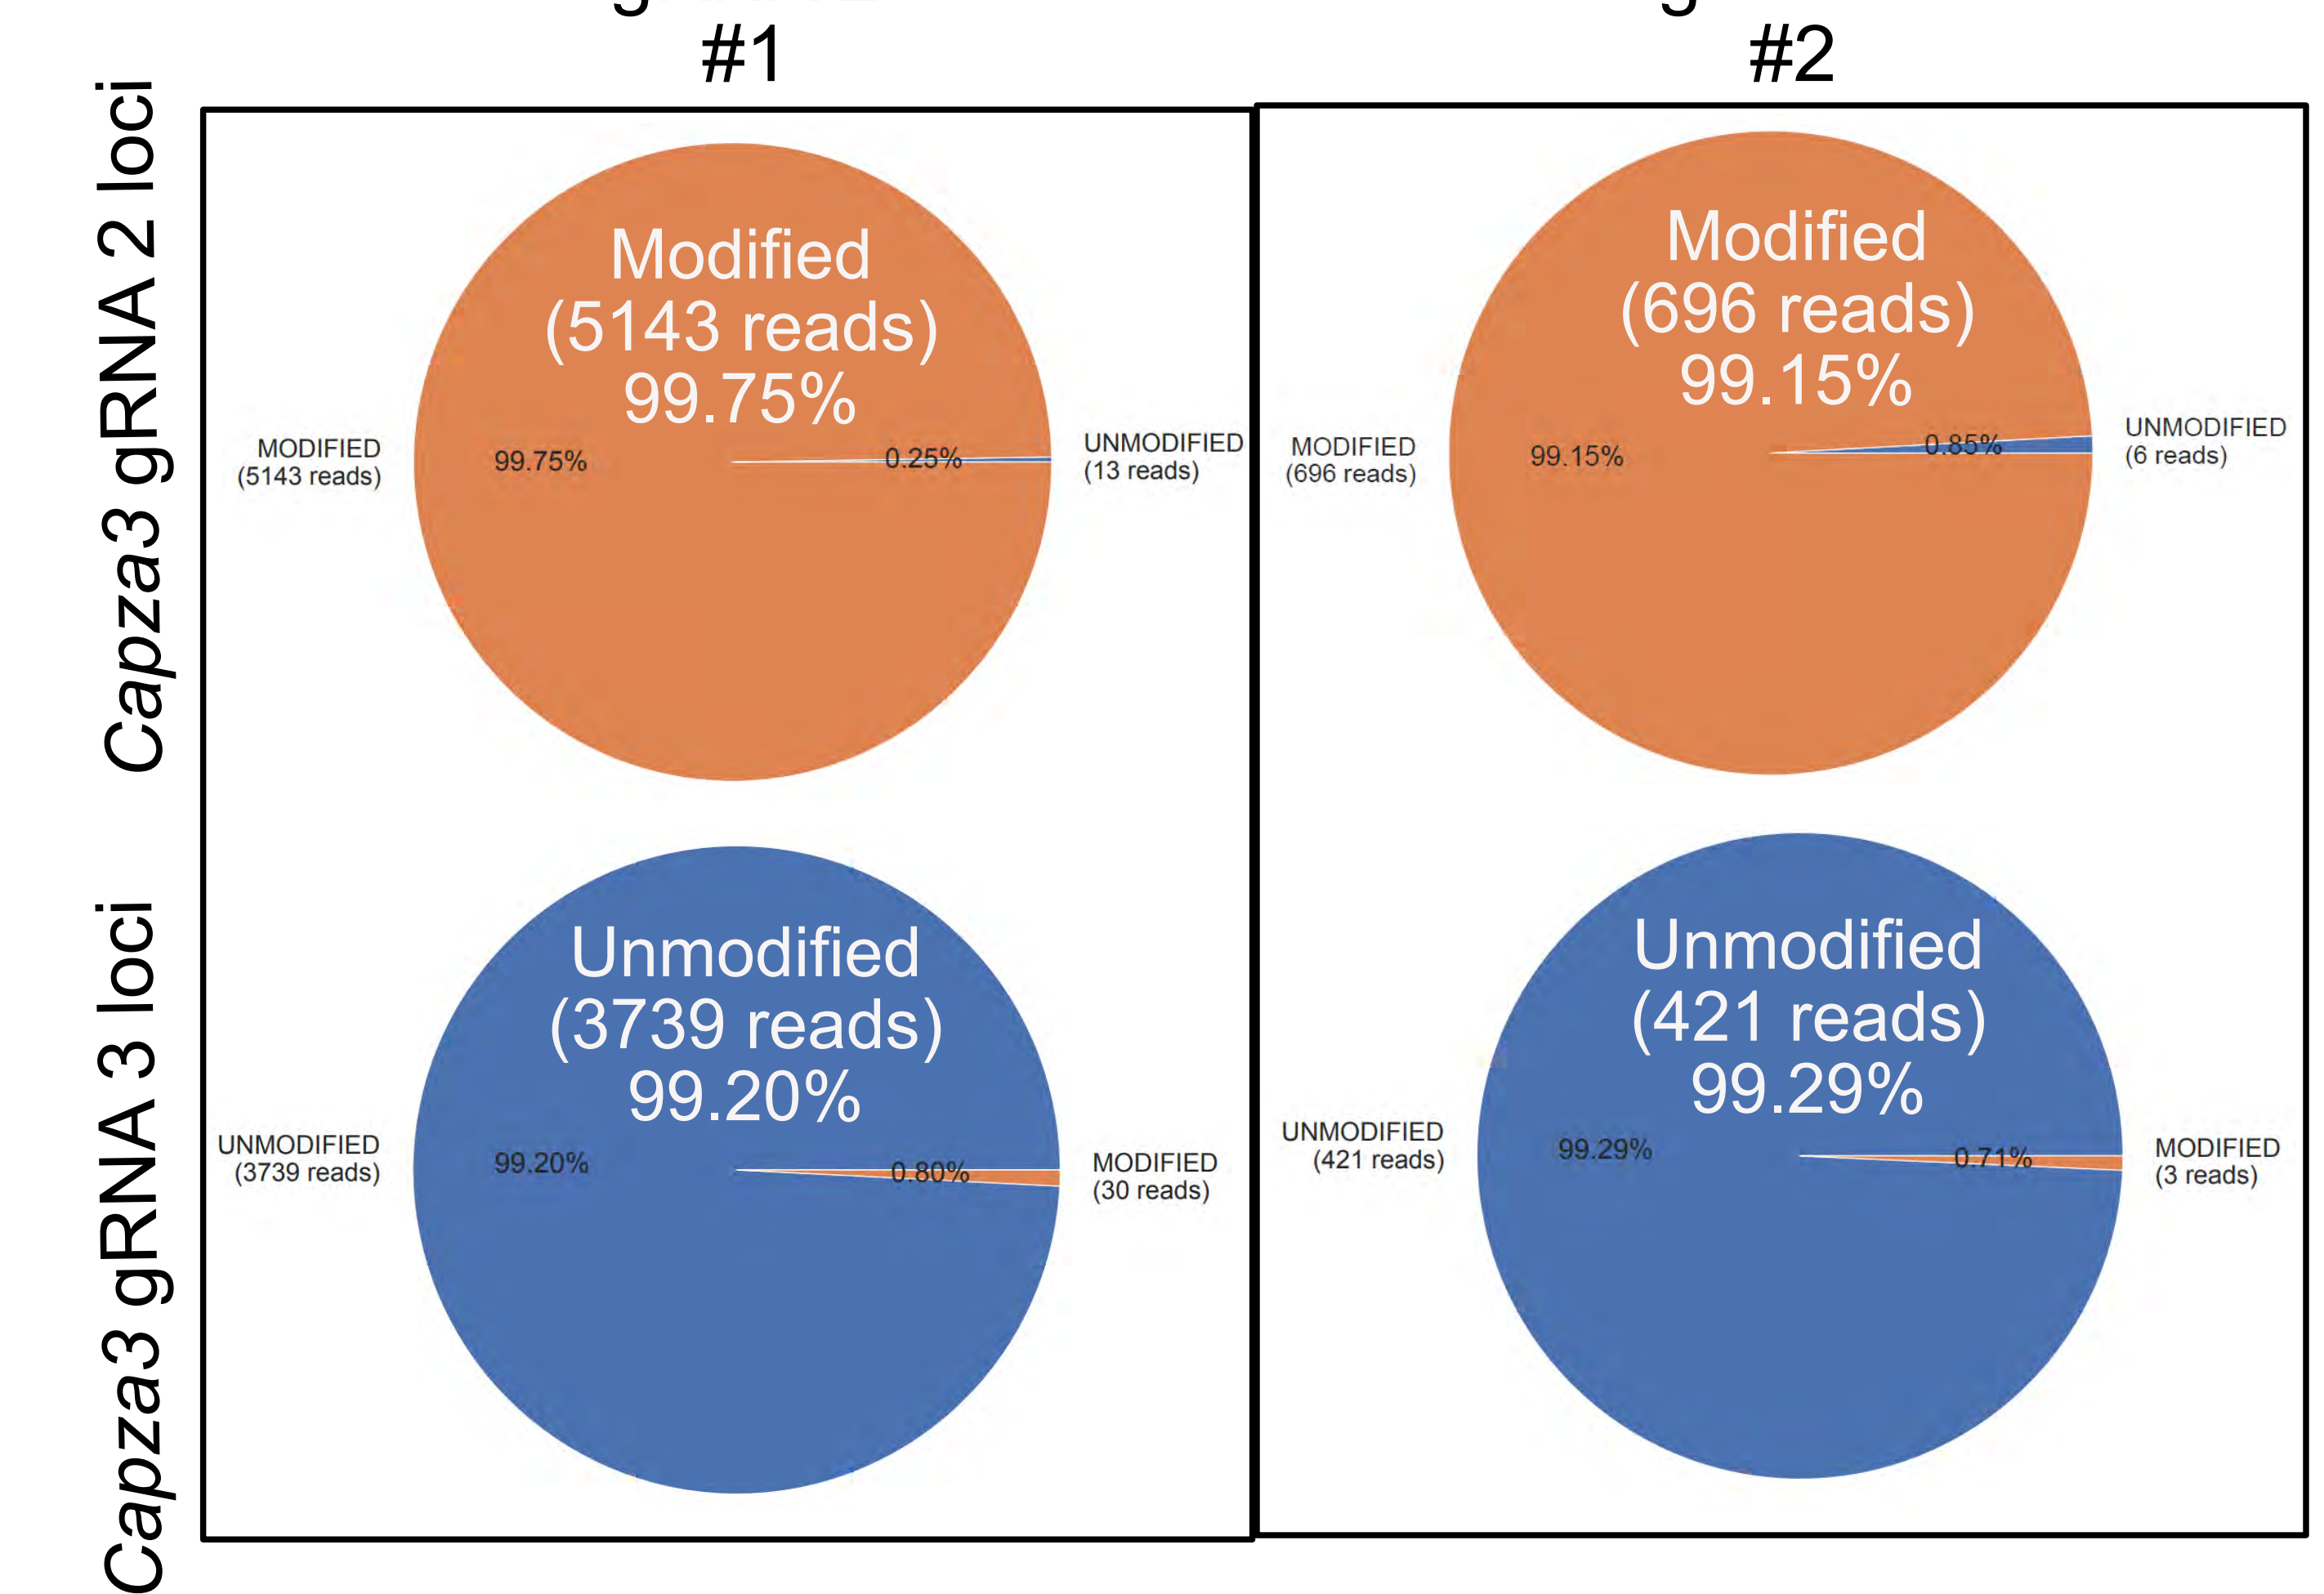 #1
#2
Capza3 gRNA 2 loci
Modified
(5143 reads)
99.75%
MODIFIED
(5143 reads)
99.75%
0.25%
UNMODIFIED
(13 reads)
Modified
(696 reads)
99.15%
MODIFIED
(696 reads)
99.15%
0.85%
UNMODIFIED
(6 reads)
Capza3 gRNA 3 loci
Unmodified
(3739 reads)
99.20%
UNMODIFIED
(3739 reads)
99.20%
0.80%
MODIFIED
(30 reads)
Unmodified
(421 reads)
99.29%
UNMODIFIED
(421 reads)
99.29%
0.71%
MODIFIED
(3 reads)